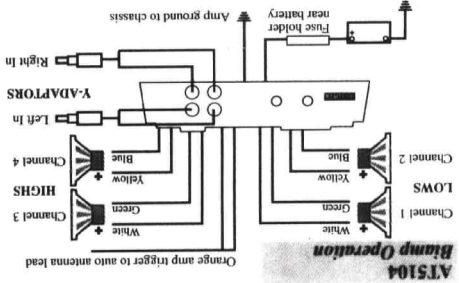 AT5104
Biamp Operation
Orange amp trigger to auto antenna lead
White
Green
Channel 1
LOWS
Yellow
Blue
Channel 2
White
Green
Channel 3
HIGHS
Yellow
Blue
Channel 4
Left In
Y-ADAPTORS
Right In
Fuse holder
near battery
Amp ground to chassis